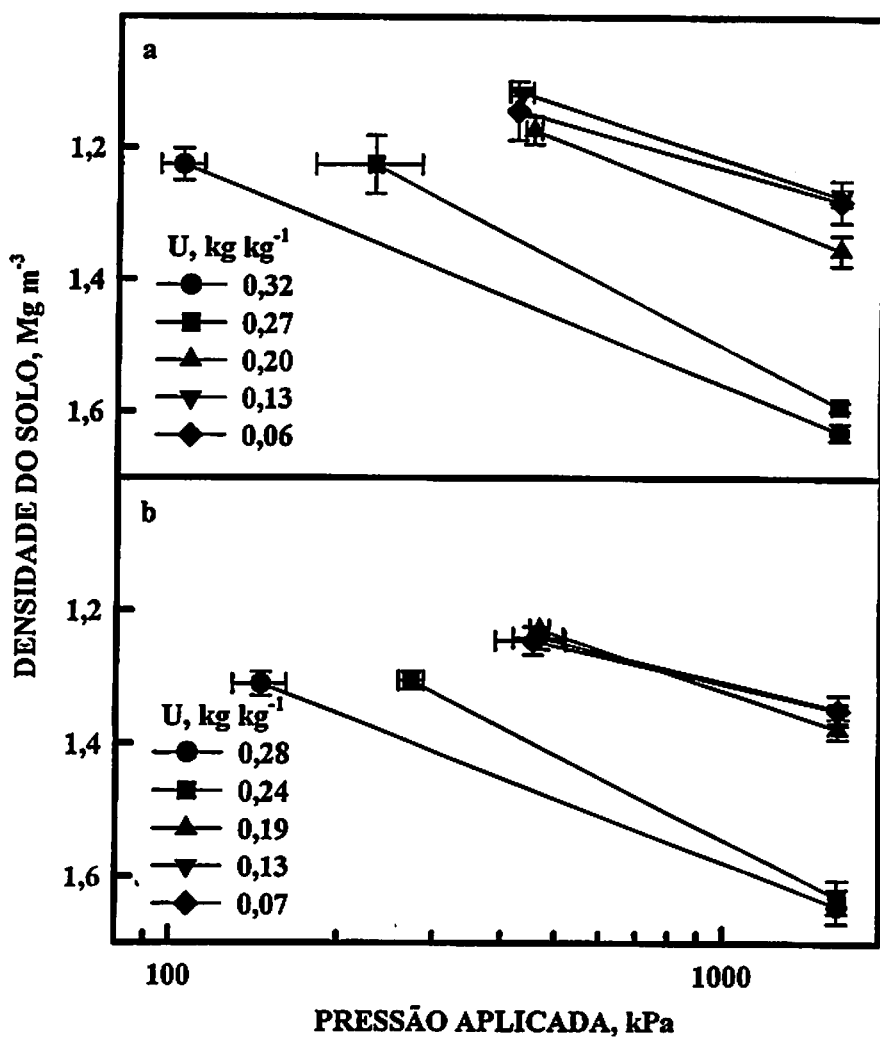 a
1,2
1,4
1,6
U, kg kg⁻¹
0,32
0,27
0,20
0,13
0,06
b
1,2
1,4
1,6
U, kg kg⁻¹
0,28
0,24
0,19
0,13
0,07
DENSIDADE DO SOLO, Mg m⁻³
100 1000
PRESSÃO APLICADA, kPa